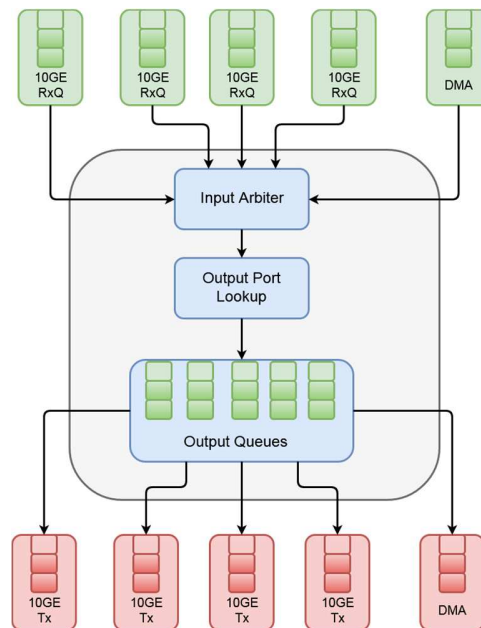 10GE
RxQ
10GE
RxQ
10GE
RxQ
10GE
RxQ
DMA
Input Arbiter
Output Port
Lookup
Output Queues
10GE
Tx
10GE
Tx
10GE
Tx
10GE
Tx
DMA